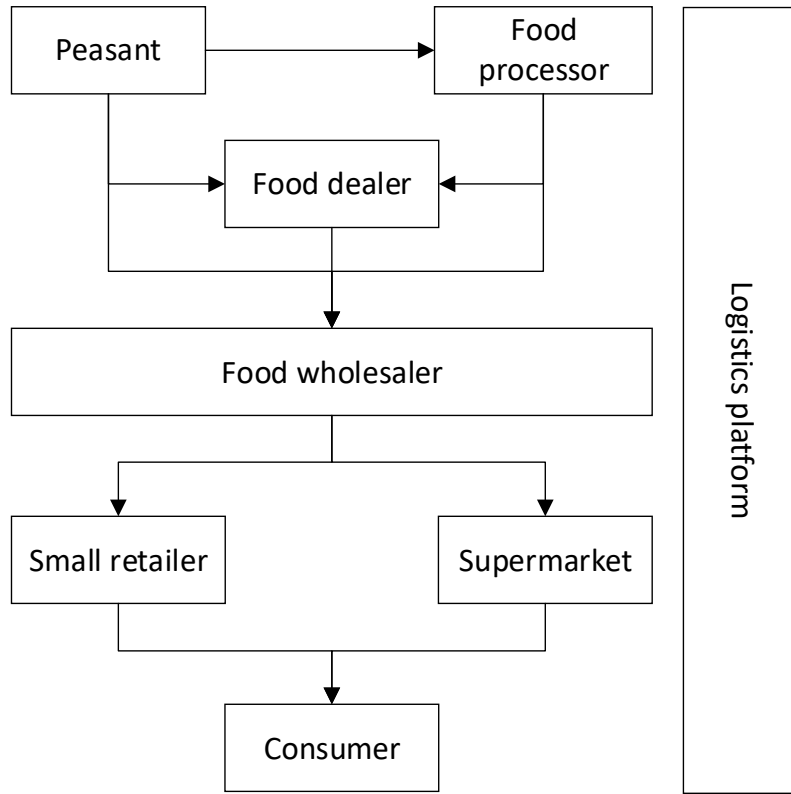 Peasant
Food
processor
Food dealer
Food wholesaler
Small retailer
Supermarket
Consumer
Logistics platform